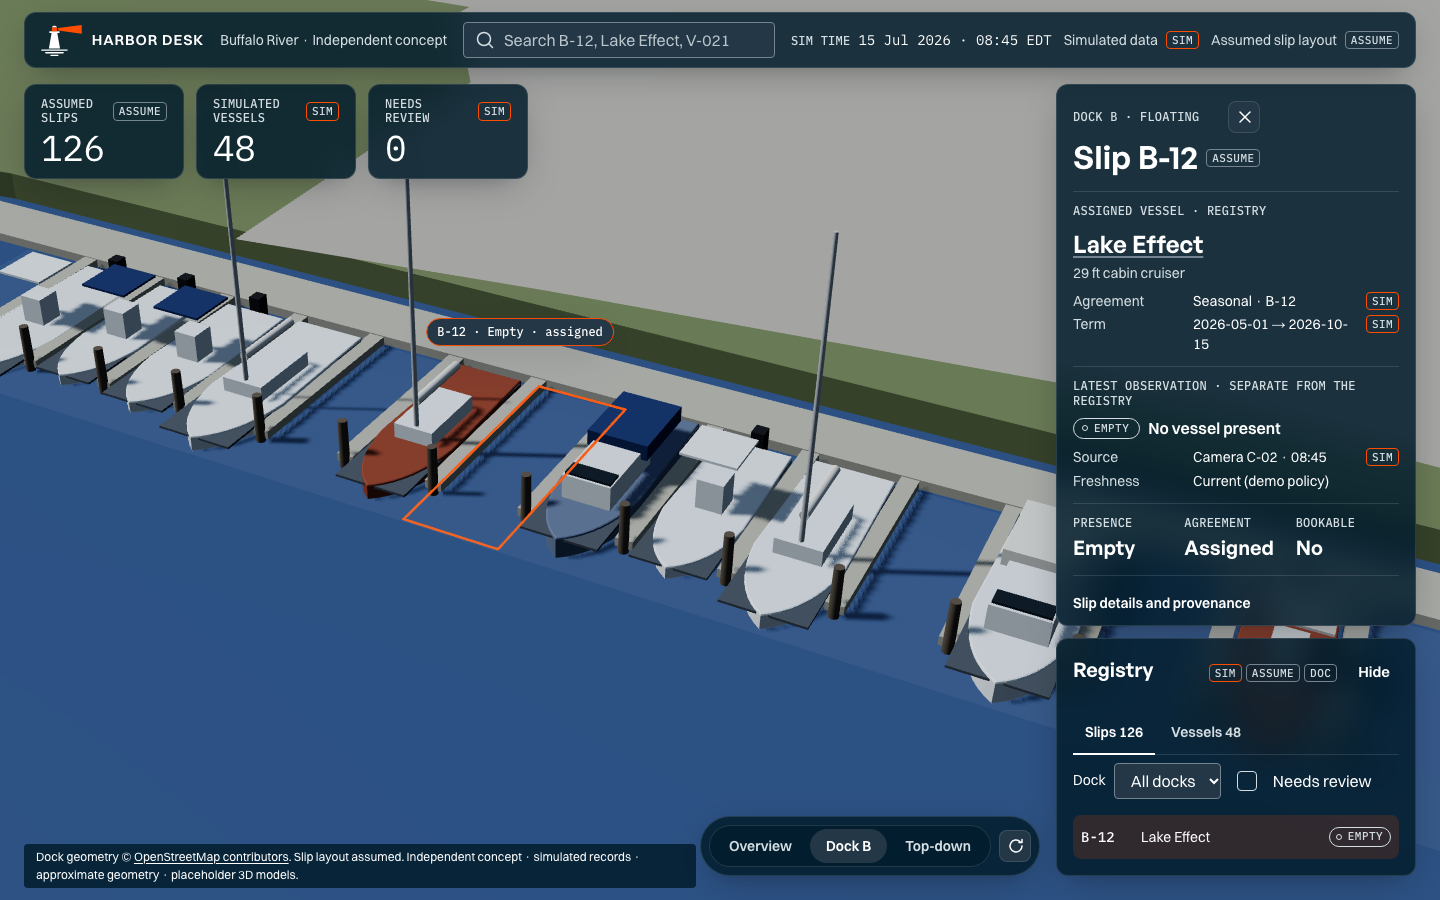 HARBOR DESK
Buffalo River · Independent concept
Search B-12, Lake Effect, V-021
SIM TIME 15 Jul 2026 · 08:45 EDT
Simulated data SIM
Assumed slip layout ASSUME
ASSUMED SLIPS ASSUME
126
SIMULATED VESSELS SIM
48
NEEDS REVIEW SIM
0
B-12 · Empty · assigned
DOCK B · FLOATING
Slip B-12 ASSUME
ASSIGNED VESSEL · REGISTRY
Lake Effect
29 ft cabin cruiser
Agreement Seasonal · B-12 SIM
Term 2026-05-01 → 2026-10- SIM
15
LATEST OBSERVATION · SEPARATE FROM THE
REGISTRY
EMPTY No vessel present
Source Camera C-02 · 08:45 SIM
Freshness Current (demo policy)
PRESENCE AGREEMENT BOOKABLE
Empty Assigned No
Slip details and provenance
Registry SIM ASSUME DOC Hide
Slips 126 Vessels 48
Dock All docks Needs review
B-12 Lake Effect EMPTY
Overview Dock B Top-down
Dock geometry © OpenStreetMap contributors. Slip layout assumed. Independent concept · simulated records ·
approximate geometry · placeholder 3D models.